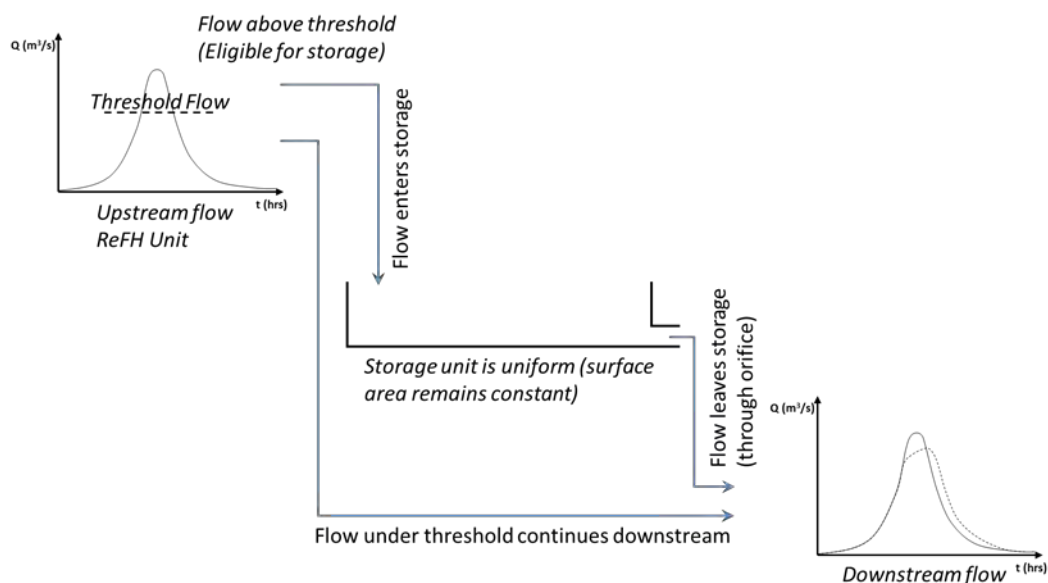 Flow above threshold
(Eligible for storage)
Q (m³/s)
Threshold Flow
t (hrs)
Upstream flow
ReFH Unit
Flow enters storage
Storage unit is uniform (surface
area remains constant)
Flow leaves storage
(through orifice)
Flow under threshold continues downstream
Q (m³/s)
t (hrs)
Downstream flow